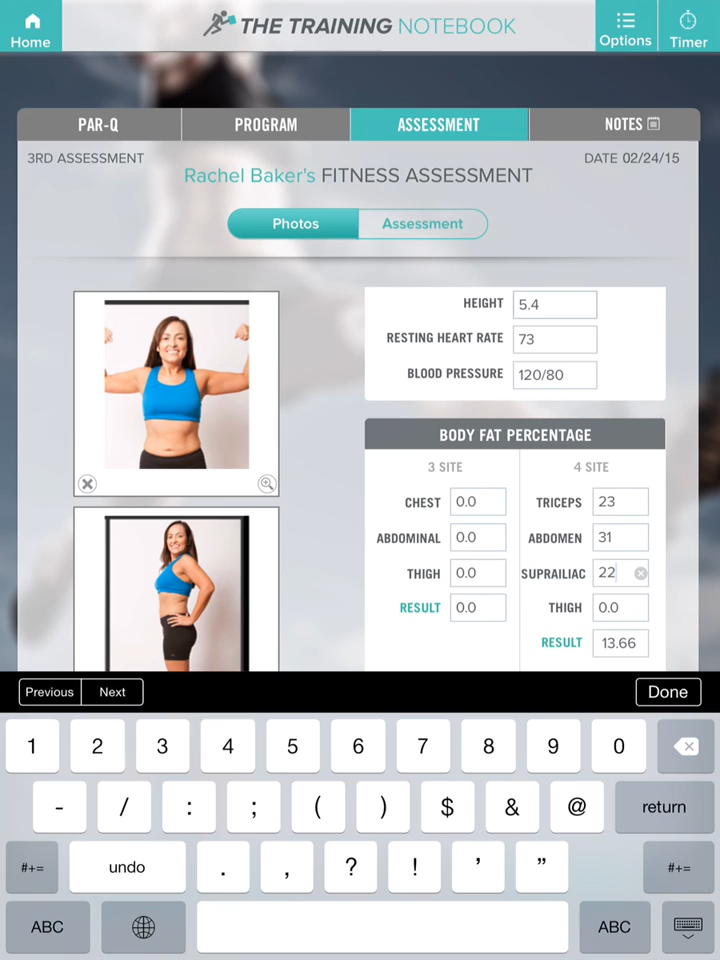 Home
THE TRAINING NOTEBOOK
Options
Timer
PAR-Q
PROGRAM
ASSESSMENT
NOTES
3RD ASSESSMENT
DATE 02/24/15
Rachel Baker's FITNESS ASSESSMENT
Photos
Assessment
HEIGHT 5.4
RESTING HEART RATE 73
BLOOD PRESSURE 120/80
BODY FAT PERCENTAGE
3 SITE
CHEST 0.0
ABDOMINAL 0.0
THIGH 0.0
RESULT 0.0
4 SITE
TRICEPS 23
ABDOMEN 31
SUPRAILIAC 22
THIGH 0.0
RESULT 13.66
Previous Next Done
1 2 3 4 5 6 7 8 9 0
- / : ; ( ) $ & @ return
#+= undo . , ? ! ’ ” #+=
ABC ABC